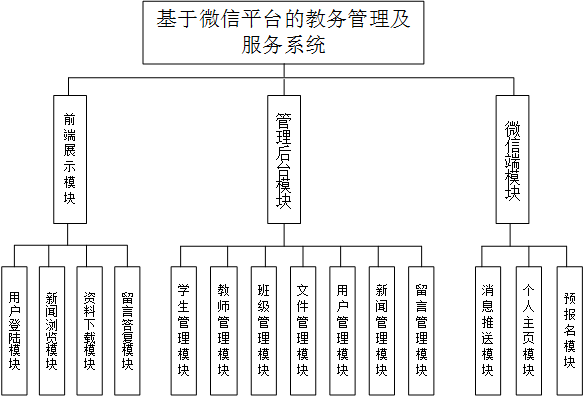 基于微信平台的教务管理及
服务系统
前端展示模块
管理后台模块
微信端模块
用户登陆模块
新闻浏览模块
资料下载模块
留言答复模块
学生管理模块
教师管理模块
班级管理模块
文件管理模块
用户管理模块
新闻管理模块
留言管理模块
消息推送模块
个人主页模块
预报名模块